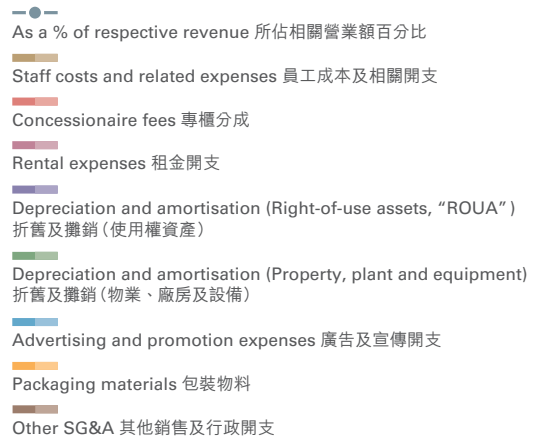 As a % of respective revenue 所佔相關營業額百分比
Staff costs and related expenses 員工成本及相關開支
Concessionaire fees 專櫃分成
Rental expenses 租金開支
Depreciation and amortisation (Right-of-use assets, “ROUA”)
折舊及攤銷（使用權資產）
Depreciation and amortisation (Property, plant and equipment)
折舊及攤銷（物業、廠房及設備）
Advertising and promotion expenses 廣告及宣傳開支
Packaging materials 包裝物料
Other SG&A 其他銷售及行政開支